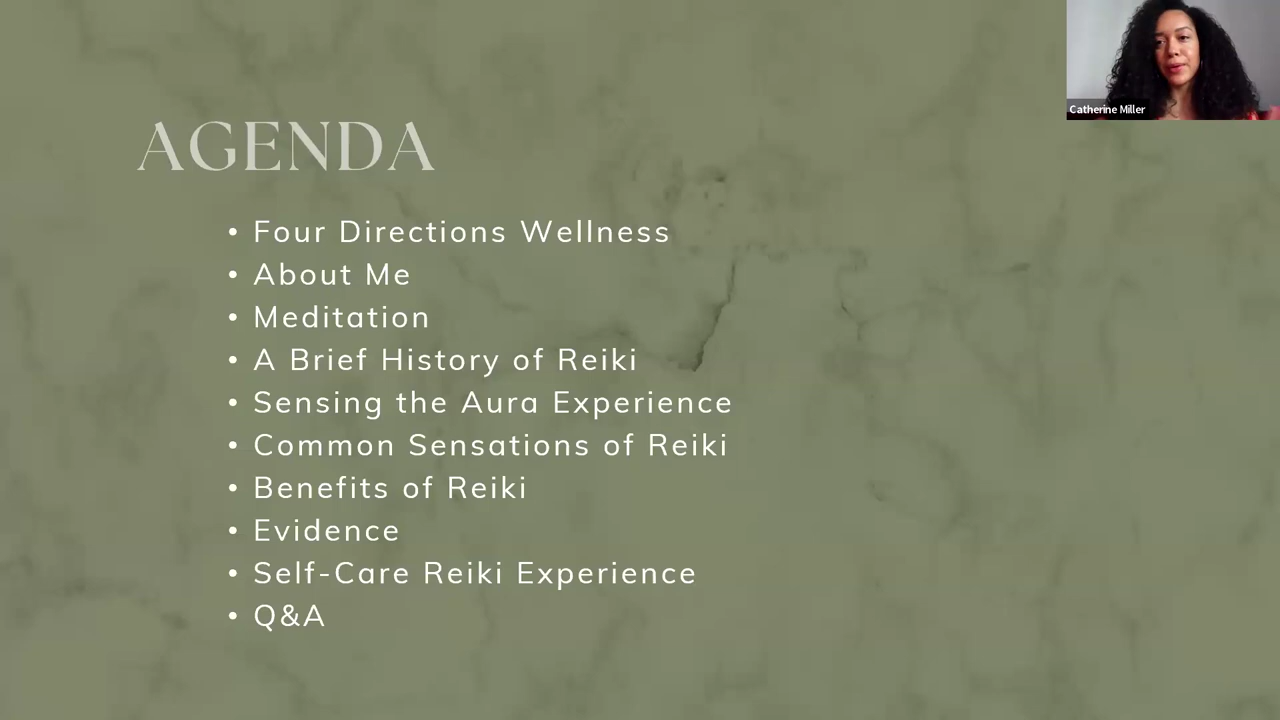 AGENDA
• Four Directions Wellness
• About Me
• Meditation
• A Brief History of Reiki
• Sensing the Aura Experience
• Common Sensations of Reiki
• Benefits of Reiki
• Evidence
• Self-Care Reiki Experience
• Q&A
Catherine Miller